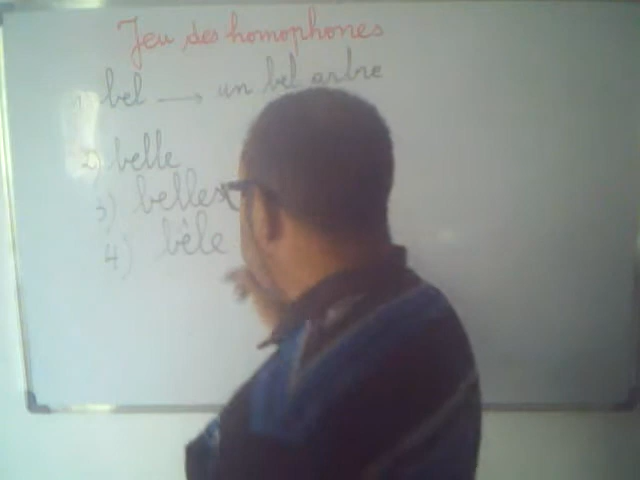 Jeu des homophones
1) bel → un bel arbre
2) belle
3) belles
4) bêle